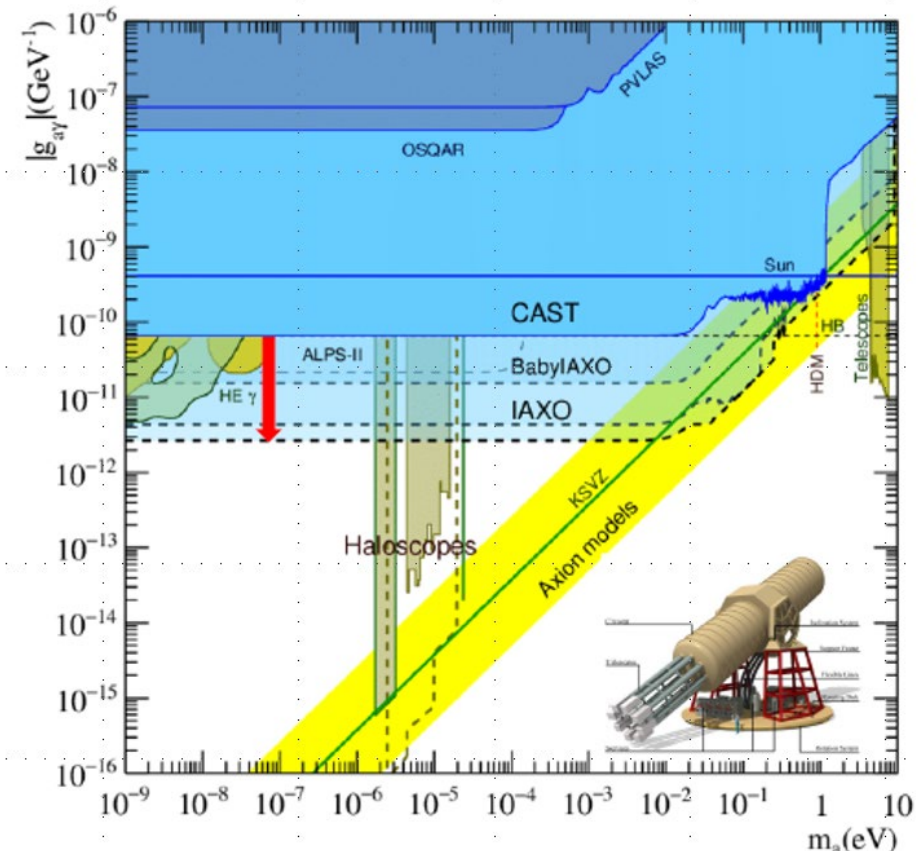 |g_aγ|(GeV⁻¹)
10⁻⁶
10⁻⁷
10⁻⁸
10⁻⁹
10⁻¹⁰
10⁻¹¹
10⁻¹²
10⁻¹³
10⁻¹⁴
10⁻¹⁵
10⁻¹⁶
PVLAS
OSQAR
Sun
CAST
HB
ALPS-II
BabyIAXO
HE γ
IAXO
HDM
Telescopes
KSVZ
Haloscopes
Axion models
10⁻⁹ 10⁻⁸ 10⁻⁷ 10⁻⁶ 10⁻⁵ 10⁻⁴ 10⁻³ 10⁻² 10⁻¹ 1 10
m_a(eV)